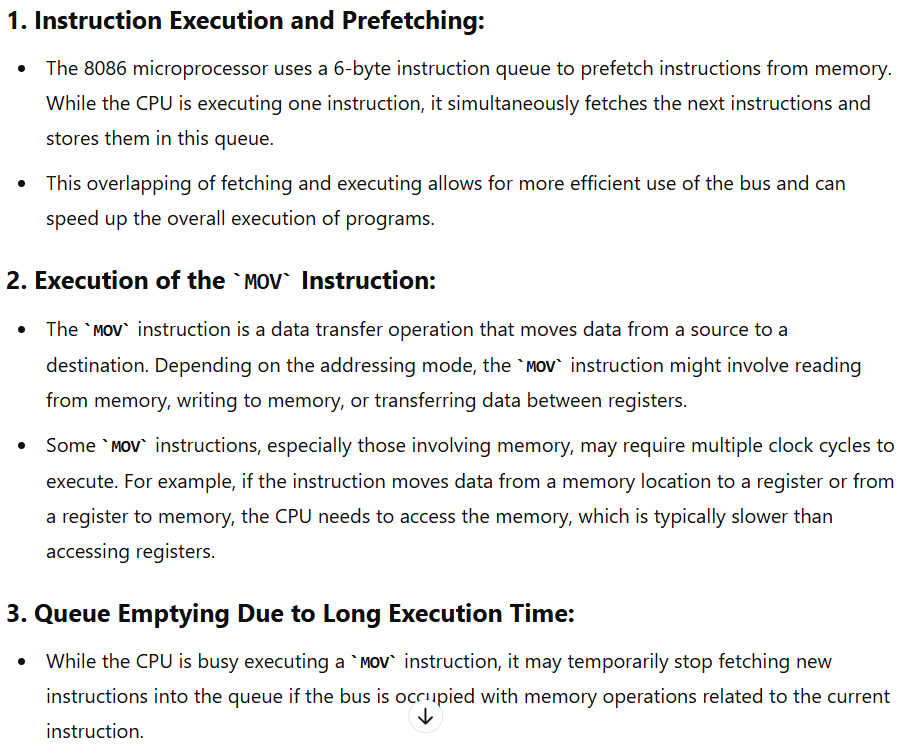 1. Instruction Execution and Prefetching:
• The 8086 microprocessor uses a 6-byte instruction queue to prefetch instructions from memory.
While the CPU is executing one instruction, it simultaneously fetches the next instructions and
stores them in this queue.
• This overlapping of fetching and executing allows for more efficient use of the bus and can
speed up the overall execution of programs.
2. Execution of the `MOV` Instruction:
• The `MOV` instruction is a data transfer operation that moves data from a source to a
destination. Depending on the addressing mode, the `MOV` instruction might involve reading
from memory, writing to memory, or transferring data between registers.
• Some `MOV` instructions, especially those involving memory, may require multiple clock cycles to
execute. For example, if the instruction moves data from a memory location to a register or from
a register to memory, the CPU needs to access the memory, which is typically slower than
accessing registers.
3. Queue Emptying Due to Long Execution Time:
• While the CPU is busy executing a `MOV` instruction, it may temporarily stop fetching new
instructions into the queue if the bus is occupied with memory operations related to the current
instruction.